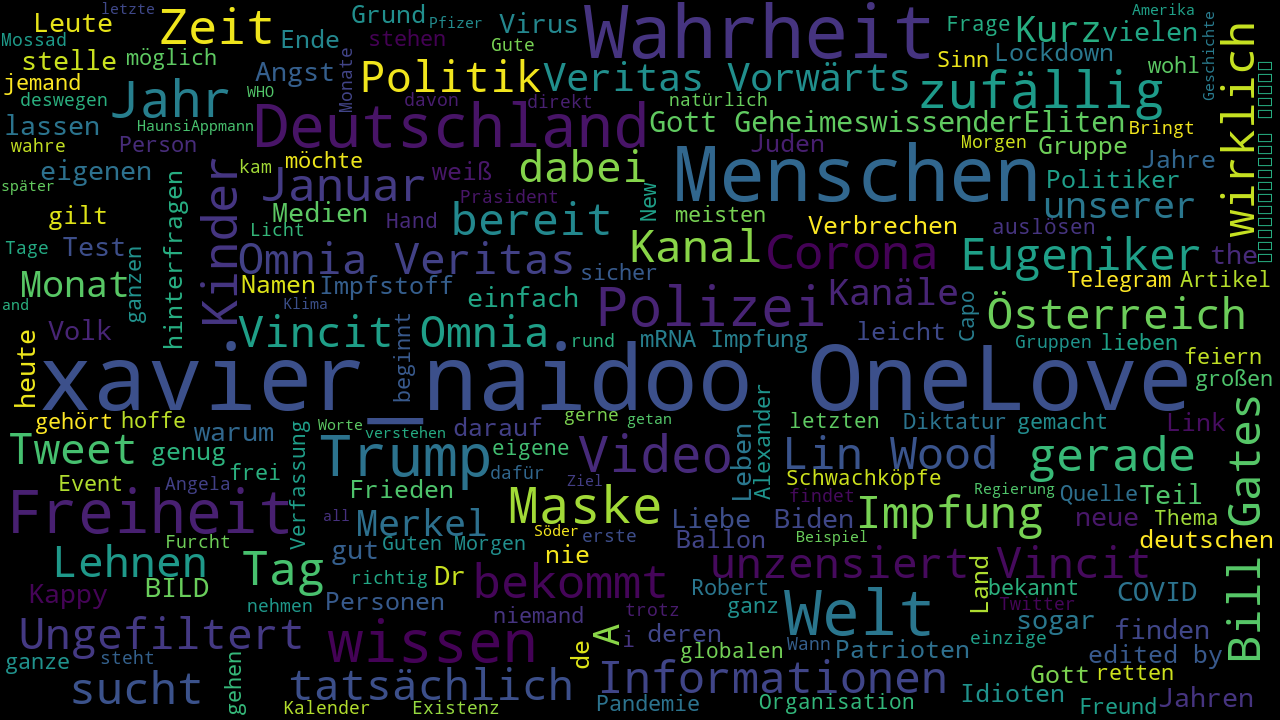 letzte
Leute
Zeit
Grund
Pfizer
Virus
Wahrheit
Frage
Kurz
vielen
Amerika
Geschichte
Mossad
Ende
stehen
Gute
Sinn
Lockdown
wohl
wirklich
stelle
möglich
Angst
Monate
Politik
Veritas Vorwärts
zufällig
jemand
WHO
deswegen
Jahr
davon
direkt
natürlich
lassen
HaunsiAppmann
Deutschland
Gott
GeheimeswissenderEliten
Bringt
wahre
Person
kam
möchte
Juden
Morgen
Gruppe
Jahre
eigenen
Kinder
weiß
dabei
Menschen
Politiker
später
hinterfragen
Januar
Präsident
New
unserer
gilt
Medien
Hand
bereit
meisten
Verbrechen
auslösen
Licht
Tage
Test
ganzen
Omnia Veritas
sicher
Kanal
Corona
Eugeniker
the
Monat
Namen
Impfstoff
einfach
Polizei
Kanäle
Telegram
Artikel
and
Klima
Capo
Österreich
Volk
Vincit Omnia
beginnt
rund
mRNA Impfung
leicht
Gruppen
lieben
heute
feiern
xavier_naidoo OneLove
großen
gehört
hoffe
gerne
getan
Alexander
letzten
Diktatur
gemacht
Link
Bill Gates
Tweet
genug
warum
Verfassung
Worte
verstehen
darauf
eigene
Video
Leben
Lin Wood
gerade
frei
Trump
dafür
Event
Angela
Ziel
Schwachköpfe
Freiheit
Frieden
findet
Regierung
Quelle
Teil
all
Merkel
Maske
Liebe
Biden
Impfung
neue
Thema
Furcht
Söder
erste
Ballon
Beispiel
deutschen
Lehnen
gut
Guten Morgen
nie
unzensiert Vincit
Tag
richtig
Dr
bekommt
Land
bekannt
COVID
Kappy
BILD
nehmen
Personen
Robert
ganz
Welt
Twitter
niemand
trotz
sogar
Ungefiltert
wissen
A
i
deren
Wann
Patrioten
einzige
finden
ganze
steht
de
globalen
edited by
sucht
gehen
tatsächlich
Informationen
Gott
retten
Kalender
Existenz
Pandemie
Organisation
Idioten
Freund
Jahren